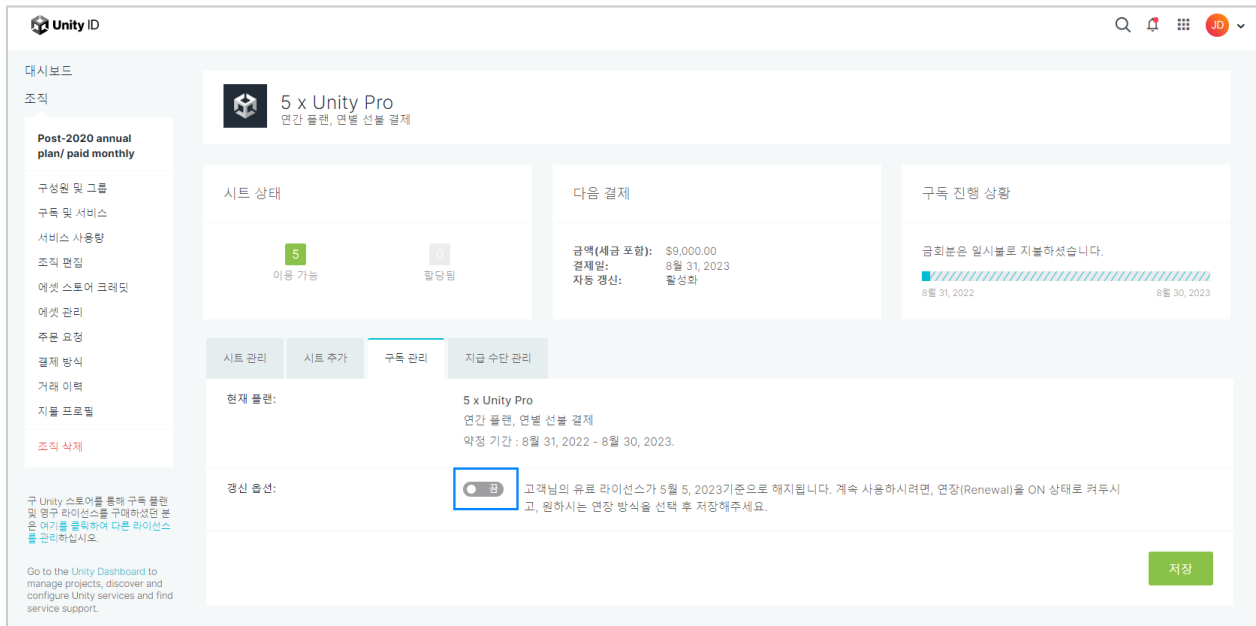 Unity ID
JD
대시보드
조직
Post-2020 annual
plan/ paid monthly
구성원 및 그룹
구독 및 서비스
서비스 사용량
조직 편집
에셋 스토어 크레딧
에셋 관리
주문 요청
결제 방식
거래 이력
지불 프로필
조직 삭제
구 Unity 스토어를 통해 구독 플랜
및 영구 라이선스를 구매하셨던 분
은 여기를 클릭하여 다른 라이선스
를 관리하십시오.
Go to the Unity Dashboard to
manage projects, discover and
configure Unity services and find
service support.
5 x Unity Pro
연간 플랜, 연별 선불 결제
시트 상태
5
이용 가능
0
할당됨
다음 결제
금액(세금 포함): $9,000.00
결제일: 8월 31, 2023
자동 갱신: 활성화
구독 진행 상황
금회분은 일시불로 지불하셨습니다.
8월 31, 2022 8월 30, 2023
시트 관리 시트 추가 구독 관리 지급 수단 관리
현재 플랜: 5 x Unity Pro
연간 플랜, 연별 선불 결제
약정 기간 : 8월 31, 2022 - 8월 30, 2023.
갱신 옵션: 끔 고객님의 유료 라이선스가 5월 5, 2023기준으로 해지됩니다. 계속 사용하시려면, 연장(Renewal)을 ON 상태로 켜두시
고, 원하시는 연장 방식을 선택 후 저장해주세요.
저장